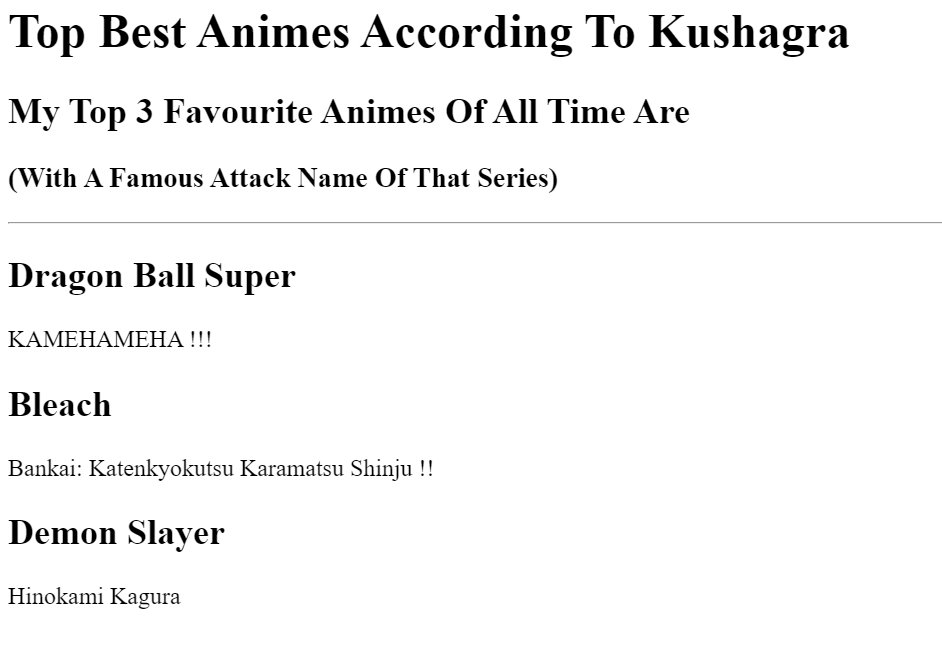 Top Best Animes According To Kushagra
My Top 3 Favourite Animes Of All Time Are
(With A Famous Attack Name Of That Series)
Dragon Ball Super
KAMEHAMEHA !!!
Bleach
Bankai: Katenkyokutsu Karamatsu Shinju !!
Demon Slayer
Hinokami Kagura